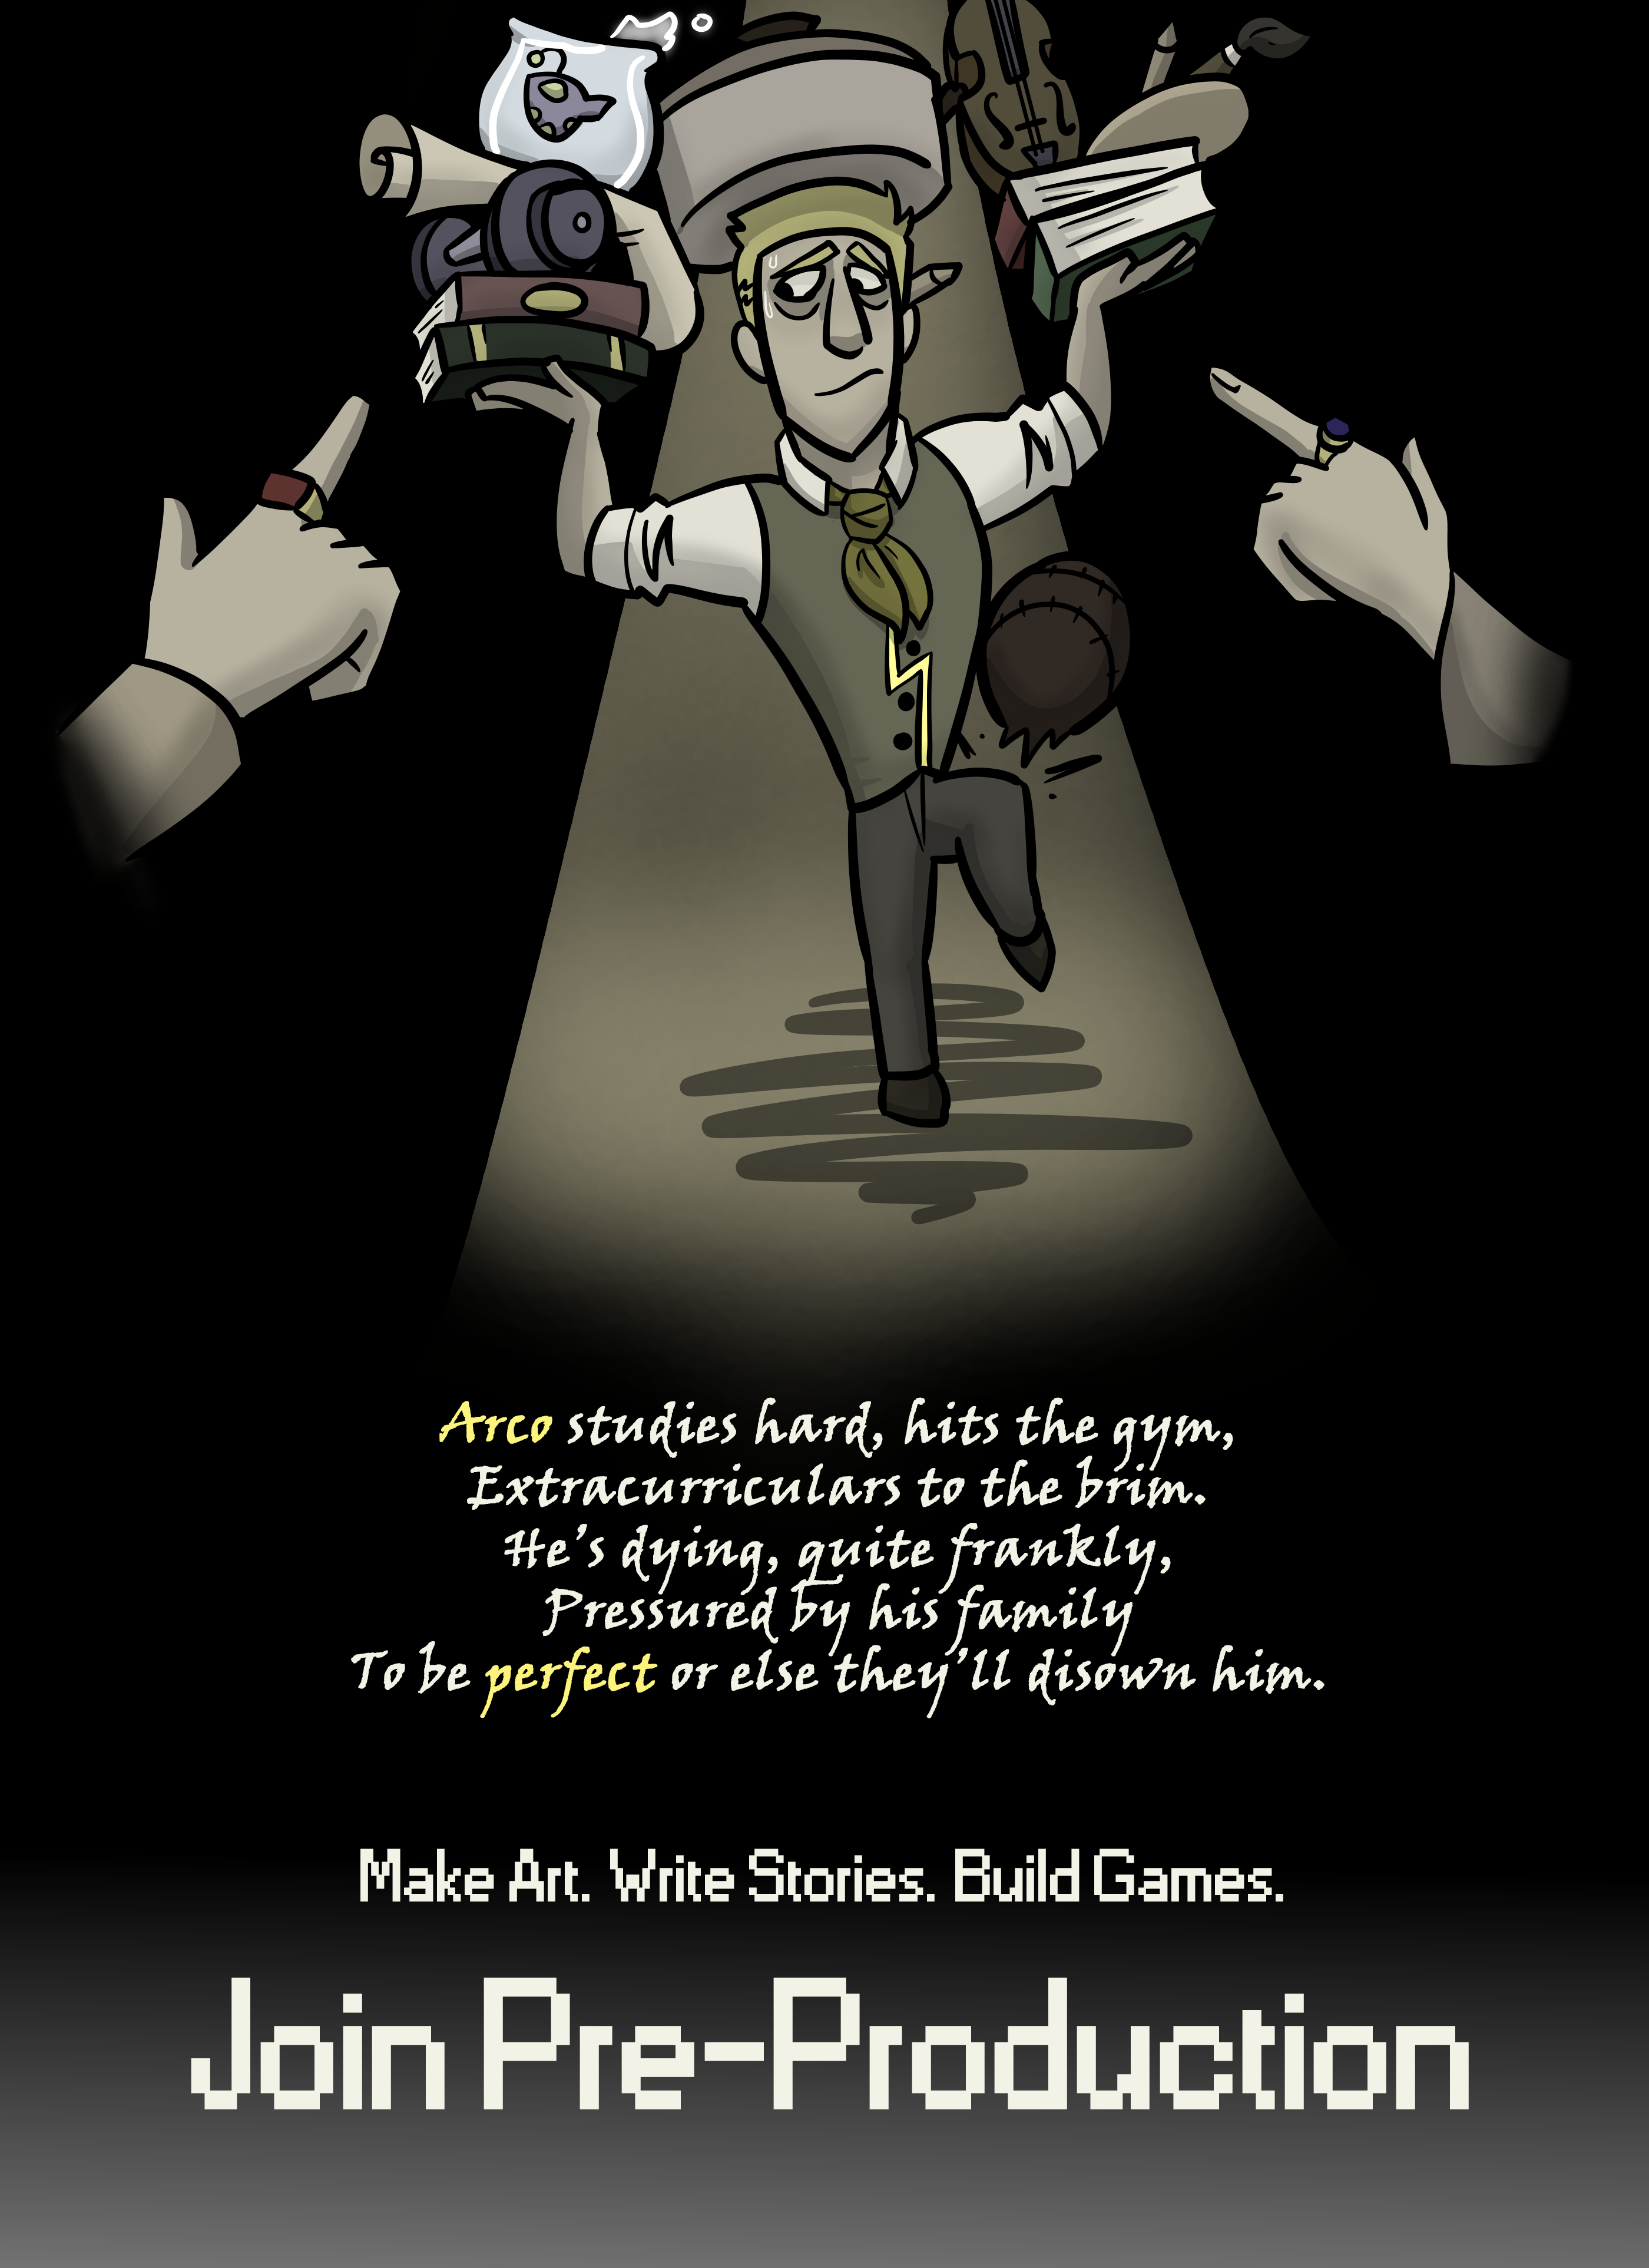 Arco studies hard, hits the gym,
Extracurriculars to the brim.
He's dying, quite frankly,
Pressured by his family
To be perfect or else they'll disown him.
Make Art. Write Stories. Build Games.
Join Pre-Production